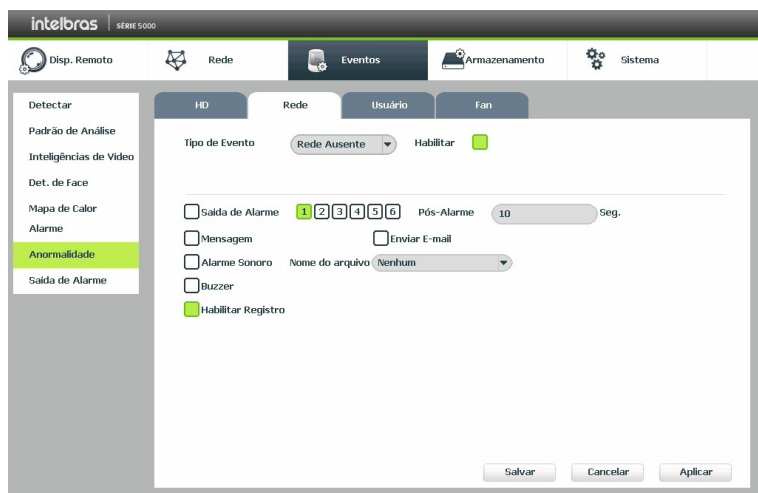 intelbras SÉRIE 5000
Disp. Remoto Rede Eventos Armazenamento Sistema
Detectar
Padrão de Análise
Inteligências de Vídeo
Det. de Face
Mapa de Calor
Alarme
Anormalidade
Saída de Alarme
HD Rede Usuário Fan
Tipo de Evento Rede Ausente Habilitar
Saída de Alarme 1 2 3 4 5 6 Pós-Alarme 10 Seg.
Mensagem Enviar E-mail
Alarme Sonoro Nome do arquivo Nenhum
Buzzer
Habilitar Registro
Salvar Cancelar Aplicar